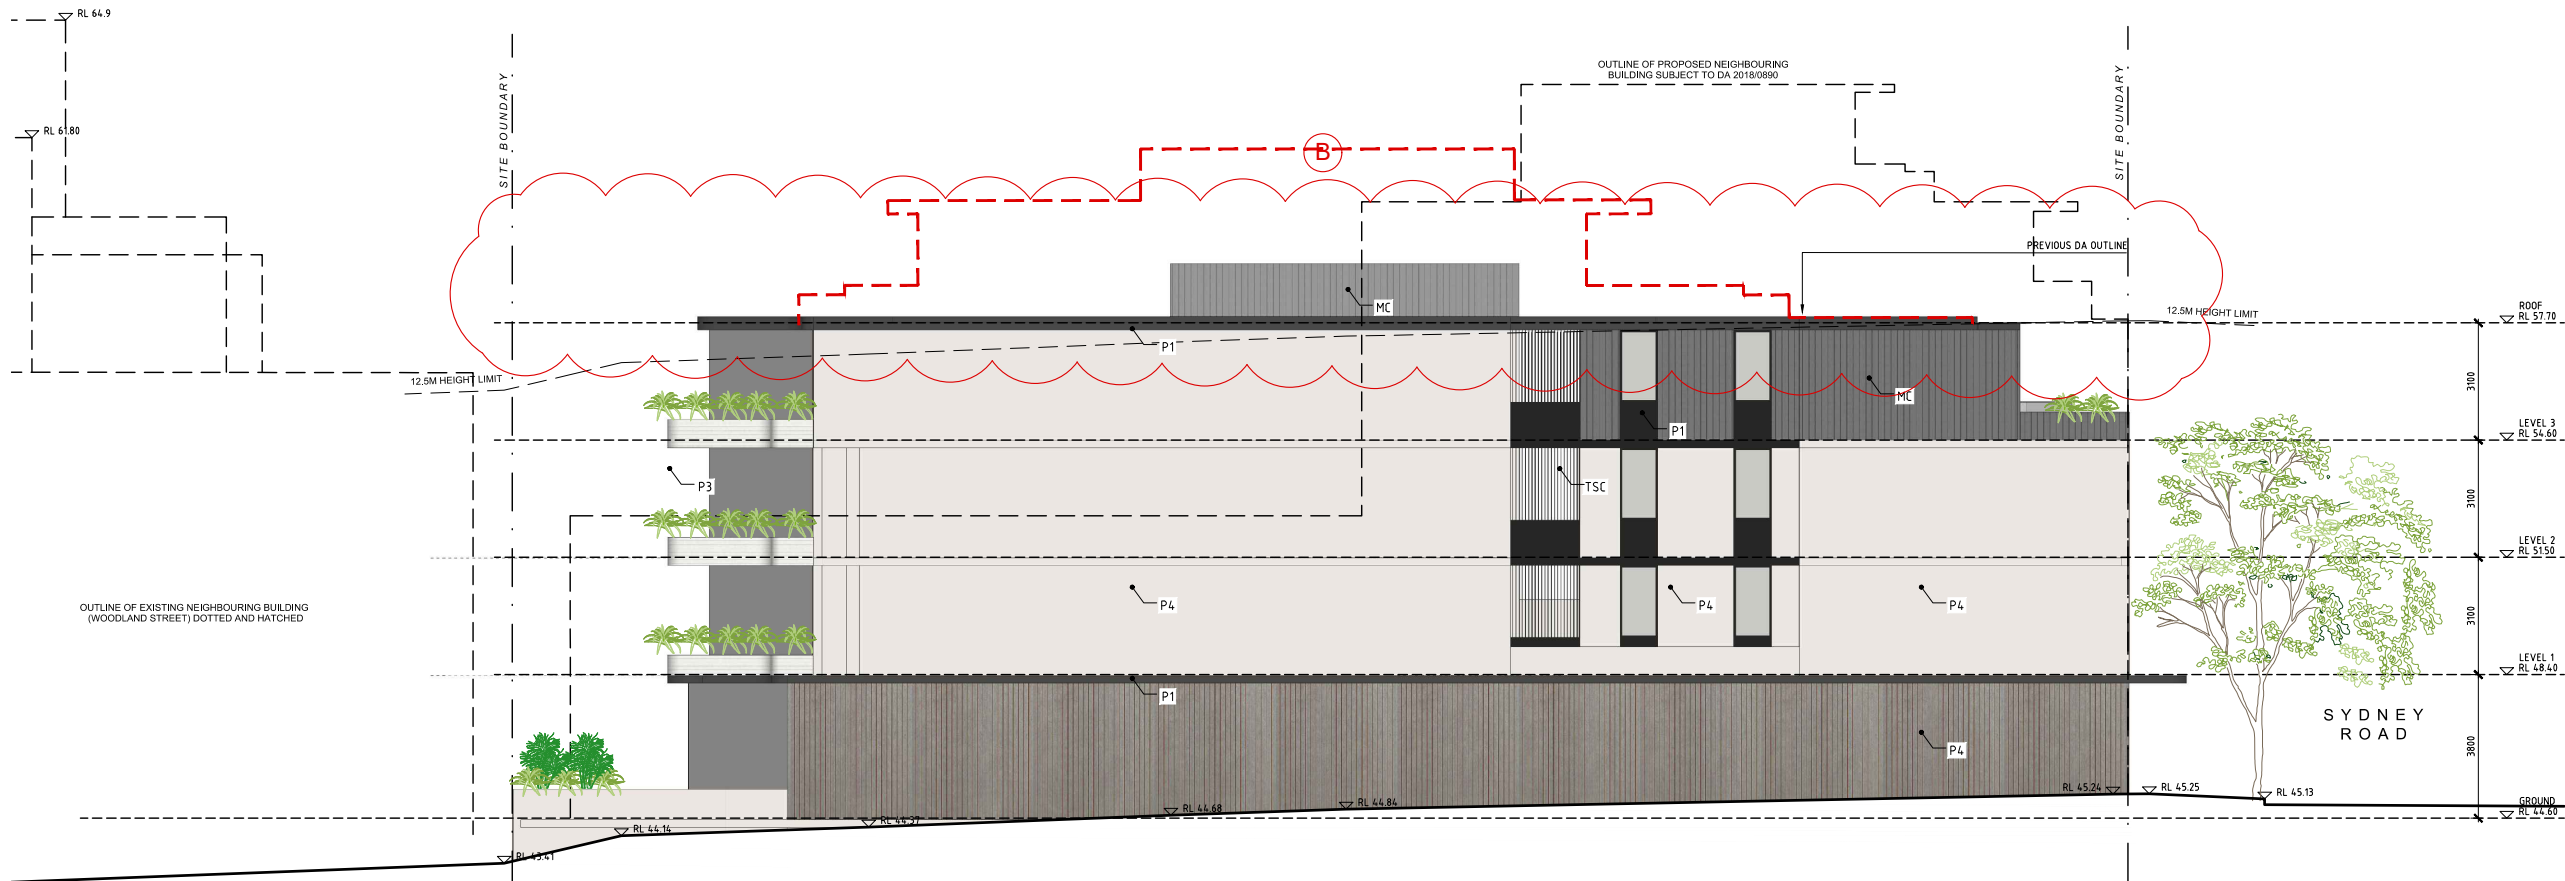 RL 64.9
RL 61.80
SITE BOUNDARY
OUTLINE OF PROPOSED NEIGHBOURING
BUILDING SUBJECT TO DA 2018/0890
SITE BOUNDARY
B
PREVIOUS DA OUTLINE
MC
12.5M HEIGHT LIMIT
ROOF
RL 57.70
P1
12.5M HEIGHT LIMIT
3100
MC
P1
LEVEL 3
RL 54.60
P3
TSC
3100
LEVEL 2
RL 51.50
OUTLINE OF EXISTING NEIGHBOURING BUILDING
(WOODLAND STREET) DOTTED AND HATCHED
P4
P4
P4
3100
LEVEL 1
RL 48.40
P1
SYDNEY
ROAD
P4
3800
RL 45.24
RL 45.25
RL 45.13
GROUND
RL 44.60
RL 44.84
RL 44.68
RL 44.37
RL 44.14
RL 43.41